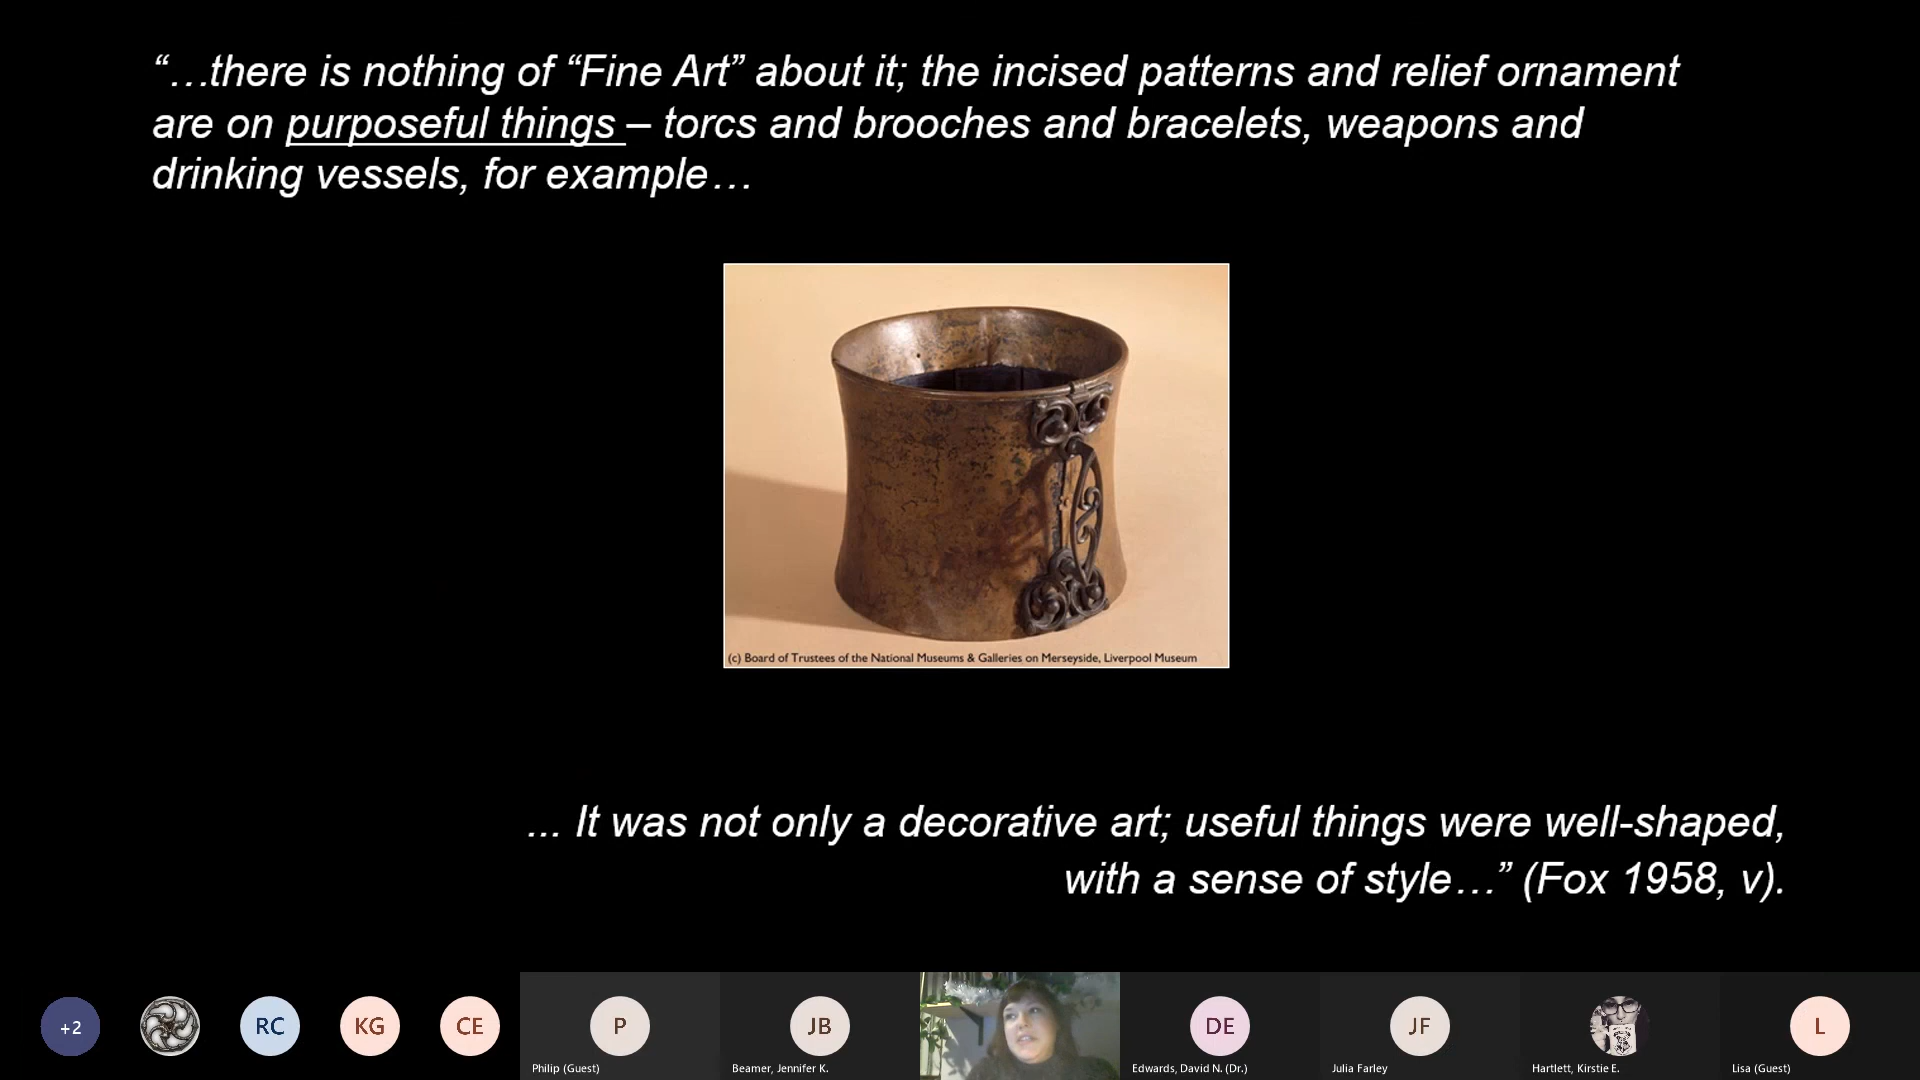 “…there is nothing of “Fine Art” about it; the incised patterns and relief ornament
are on purposeful things – torcs and brooches and bracelets, weapons and
drinking vessels, for example…
(c) Board of Trustees of the National Museums & Galleries on Merseyside, Liverpool Museum
... It was not only a decorative art; useful things were well-shaped,
with a sense of style…” (Fox 1958, v).
+2
RC
KG
CE
P
JB
DE
JF
L
Philip (Guest)
Beamer, Jennifer K.
Edwards, David N. (Dr.)
Julia Farley
Hartlett, Kirstie E.
Lisa (Guest)